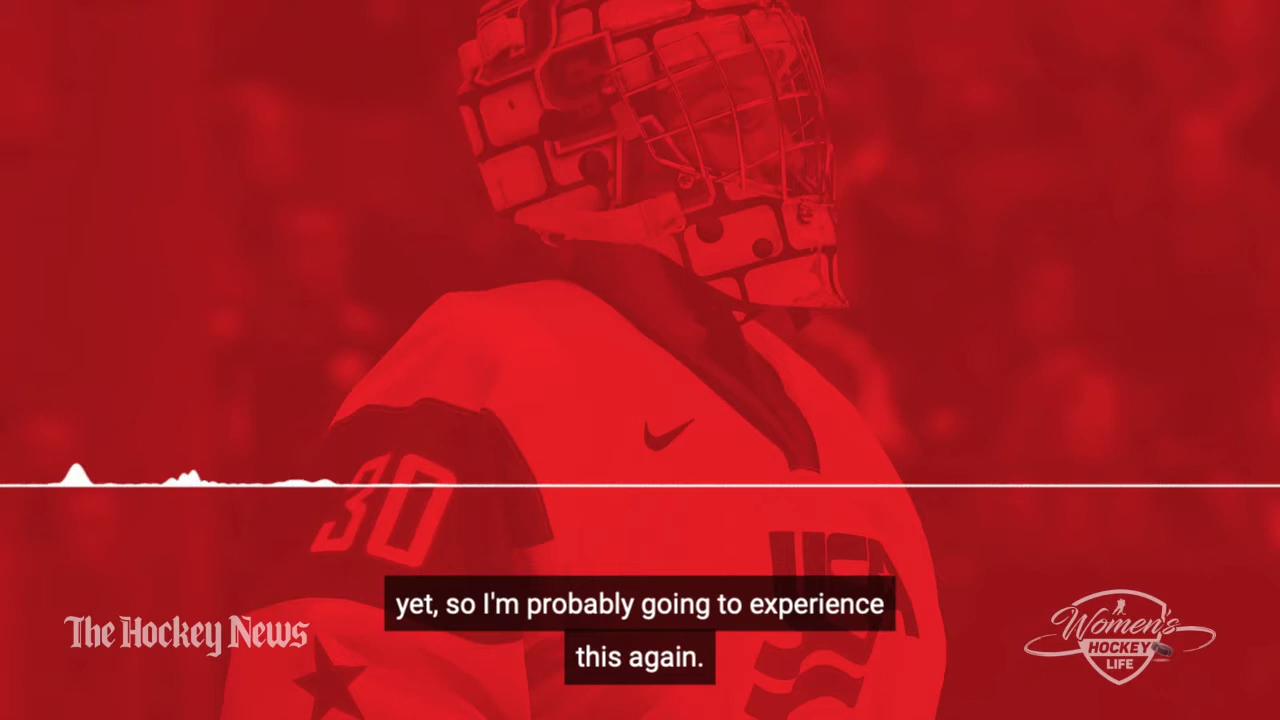 30
USA
yet, so I'm probably going to experience
this again.
The Hockey News
Women's
HOCKEY
LIFE